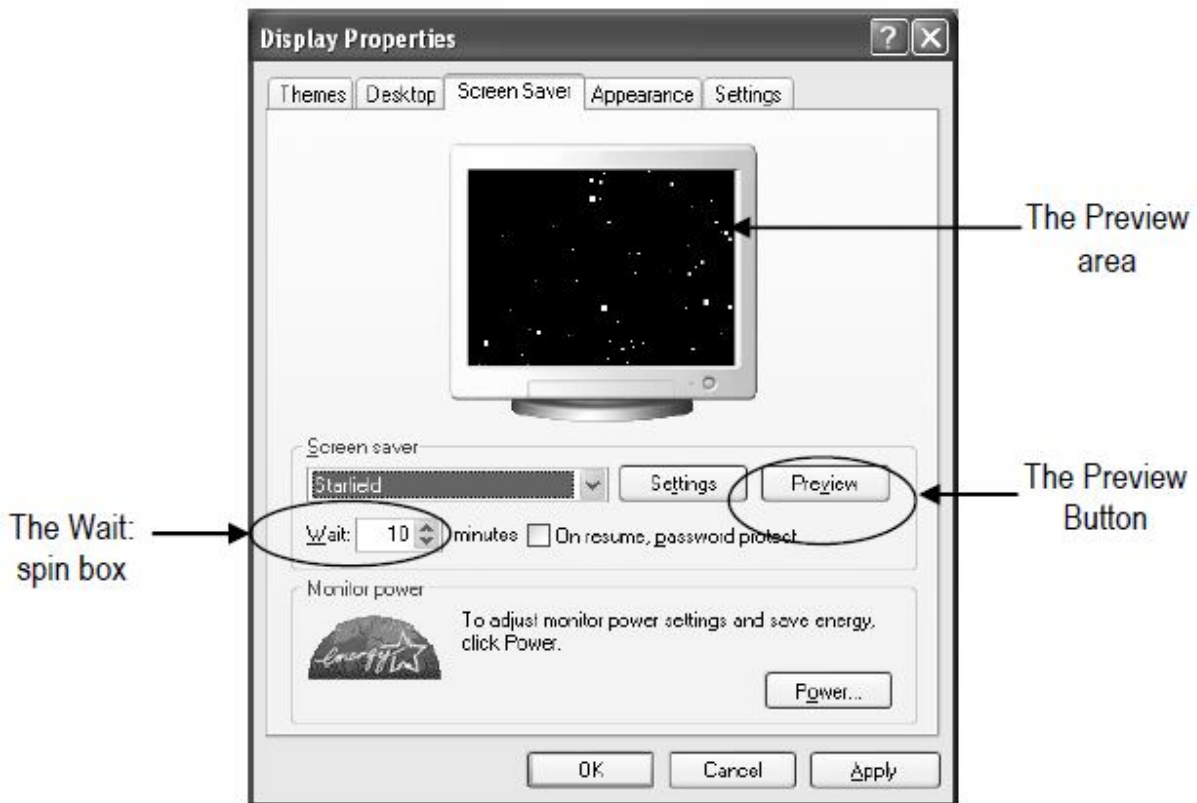 Display Properties
Themes Desktop Screen Saver Appearance Settings
The Preview
area
Screen saver
Starfield Settings Preview
The Preview
Button
The Wait:
spin box
Wait: 10 minutes On resume, password protect
Monitor power
energy
To adjust monitor power settings and save energy,
click Power.
Power...
OK Cancel Apply